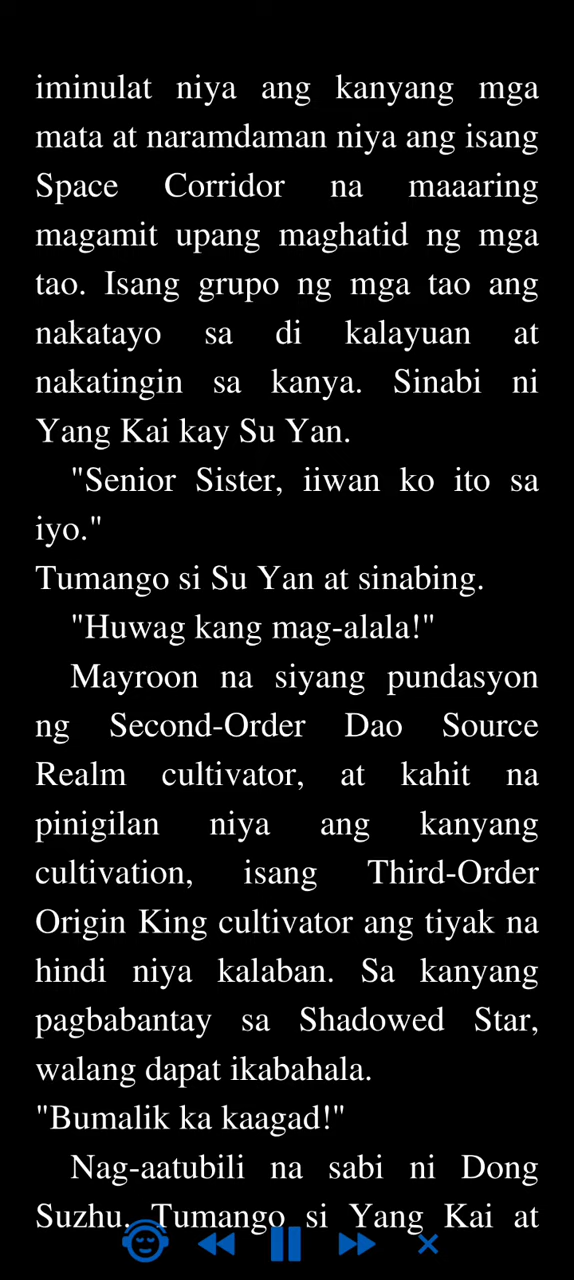 iminulat niya ang kanyang mga
mata at naramdaman niya ang isang
Space Corridor na maaaring
magamit upang maghatid ng mga
tao. Isang grupo ng mga tao ang
nakatayo sa di kalayuan at
nakatingin sa kanya. Sinabi ni
Yang Kai kay Su Yan.
"Senior Sister, iiwan ko ito sa
iyo."
Tumango si Su Yan at sinabing.
"Huwag kang mag-alala!"
Mayroon na siyang pundasyon
ng Second-Order Dao Source
Realm cultivator, at kahit na
pinigilan niya ang kanyang
cultivation, isang Third-Order
Origin King cultivator ang tiyak na
hindi niya kalaban. Sa kanyang
pagbabantay sa Shadowed Star,
walang dapat ikabahala.
"Bumalik ka kaagad!"
Nag-aatubili na sabi ni Dong
Suzhu. Tumango si Yang Kai at